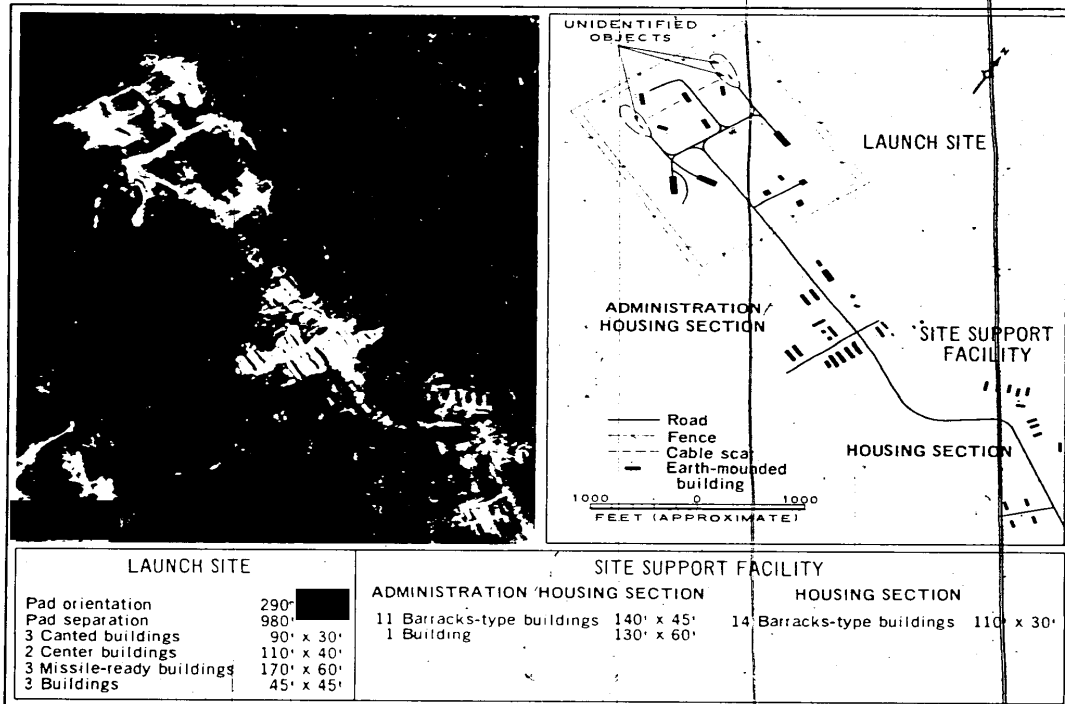 UNIDENTIFIED
OBJECTS
N
LAUNCH SITE
ADMINISTRATION/
HOUSING SECTION
SITE SUPPORT
FACILITY
HOUSING SECTION
Road
Fence
Cable scar
Earth-mounded
building
1000 0 1000
FEET (APPROXIMATE)
LAUNCH SITE
Pad orientation 290°
Pad separation 980'
3 Canted buildings 90' x 30'
2 Center buildings 110' x 40'
3 Missile-ready buildings 170' x 60'
3 Buildings 45' x 45'
SITE SUPPORT FACILITY
ADMINISTRATION/HOUSING SECTION
11 Barracks-type buildings 140' x 45'
1 Building 130' x 60'
HOUSING SECTION
14 Barracks-type buildings 110' x 30'